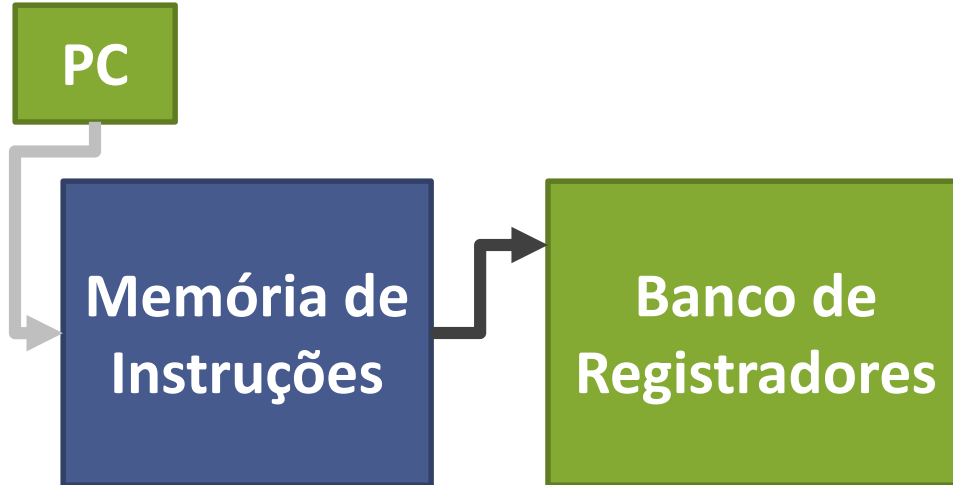 PC
Memória de
Instruções
Banco de
Registradores